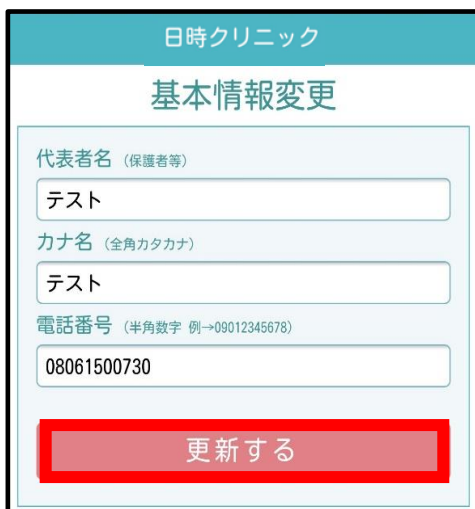 日時クリニック
基本情報変更
代表者名 (保護者等)
テスト
カナ名 (全角カタカナ)
テスト
電話番号 (半角数字 例→09012345678)
08061500730
更新する